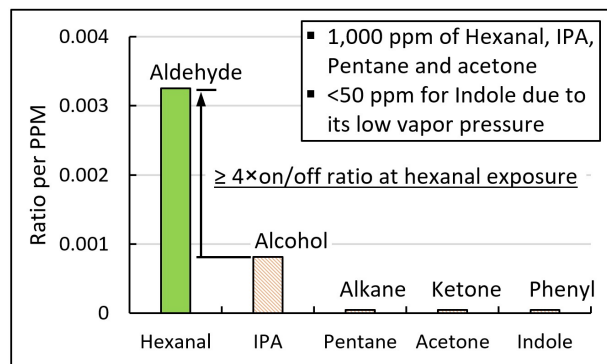 ▪ 1,000 ppm of Hexanal, IPA,
Pentane and acetone
▪ <50 ppm for Indole due to
its low vapor pressure
Ratio per PPM
0.004
0.003
0.002
0.001
0
Aldehyde
≥ 4×on/off ratio at hexanal exposure
Alcohol
Alkane Ketone Phenyl
Hexanal IPA Pentane Acetone Indole